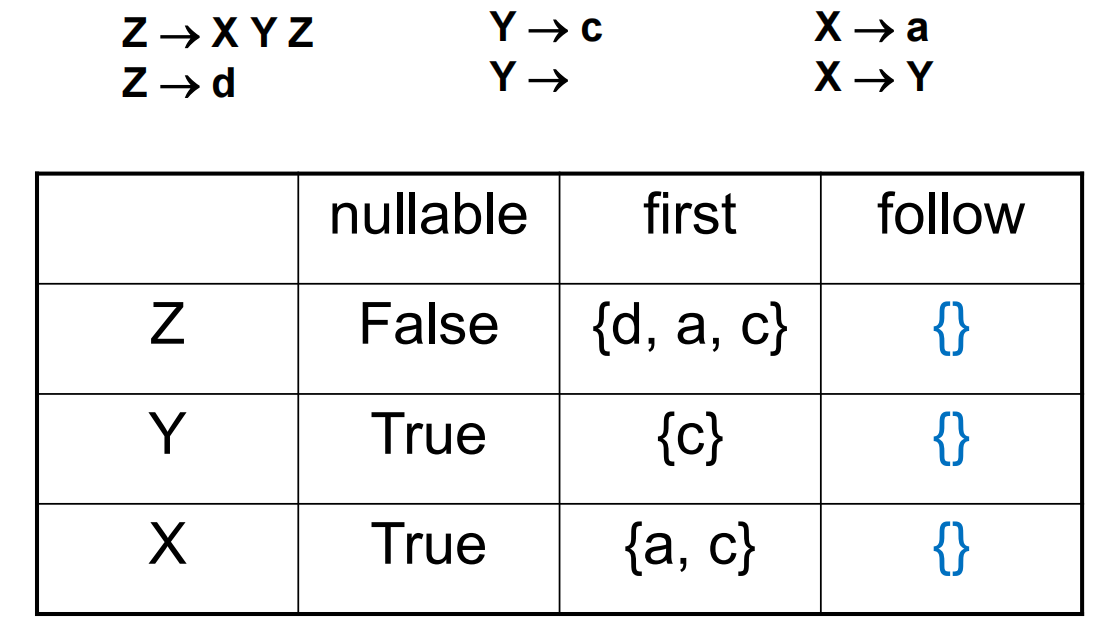 Z → X Y Z Y → c X → a
Z → d Y → X → Y
nullable first follow
Z False {d, a, c} {}
Y True {c} {}
X True {a, c} {}